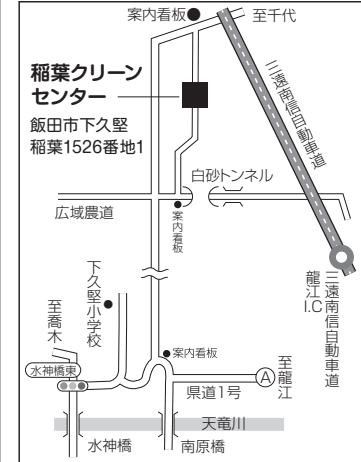 案内看板
至千代
稲葉クリーン
センター
飯田市下久堅
稲葉1526番地1
三遠南信自動車道
白砂トンネル
広域農道
案内看板
三遠南信自動車道
龍江I.C
下久堅小学校
至喬木
水神橋東
案内看板
県道1号
A
至龍江
天竜川
水神橋
南原橋